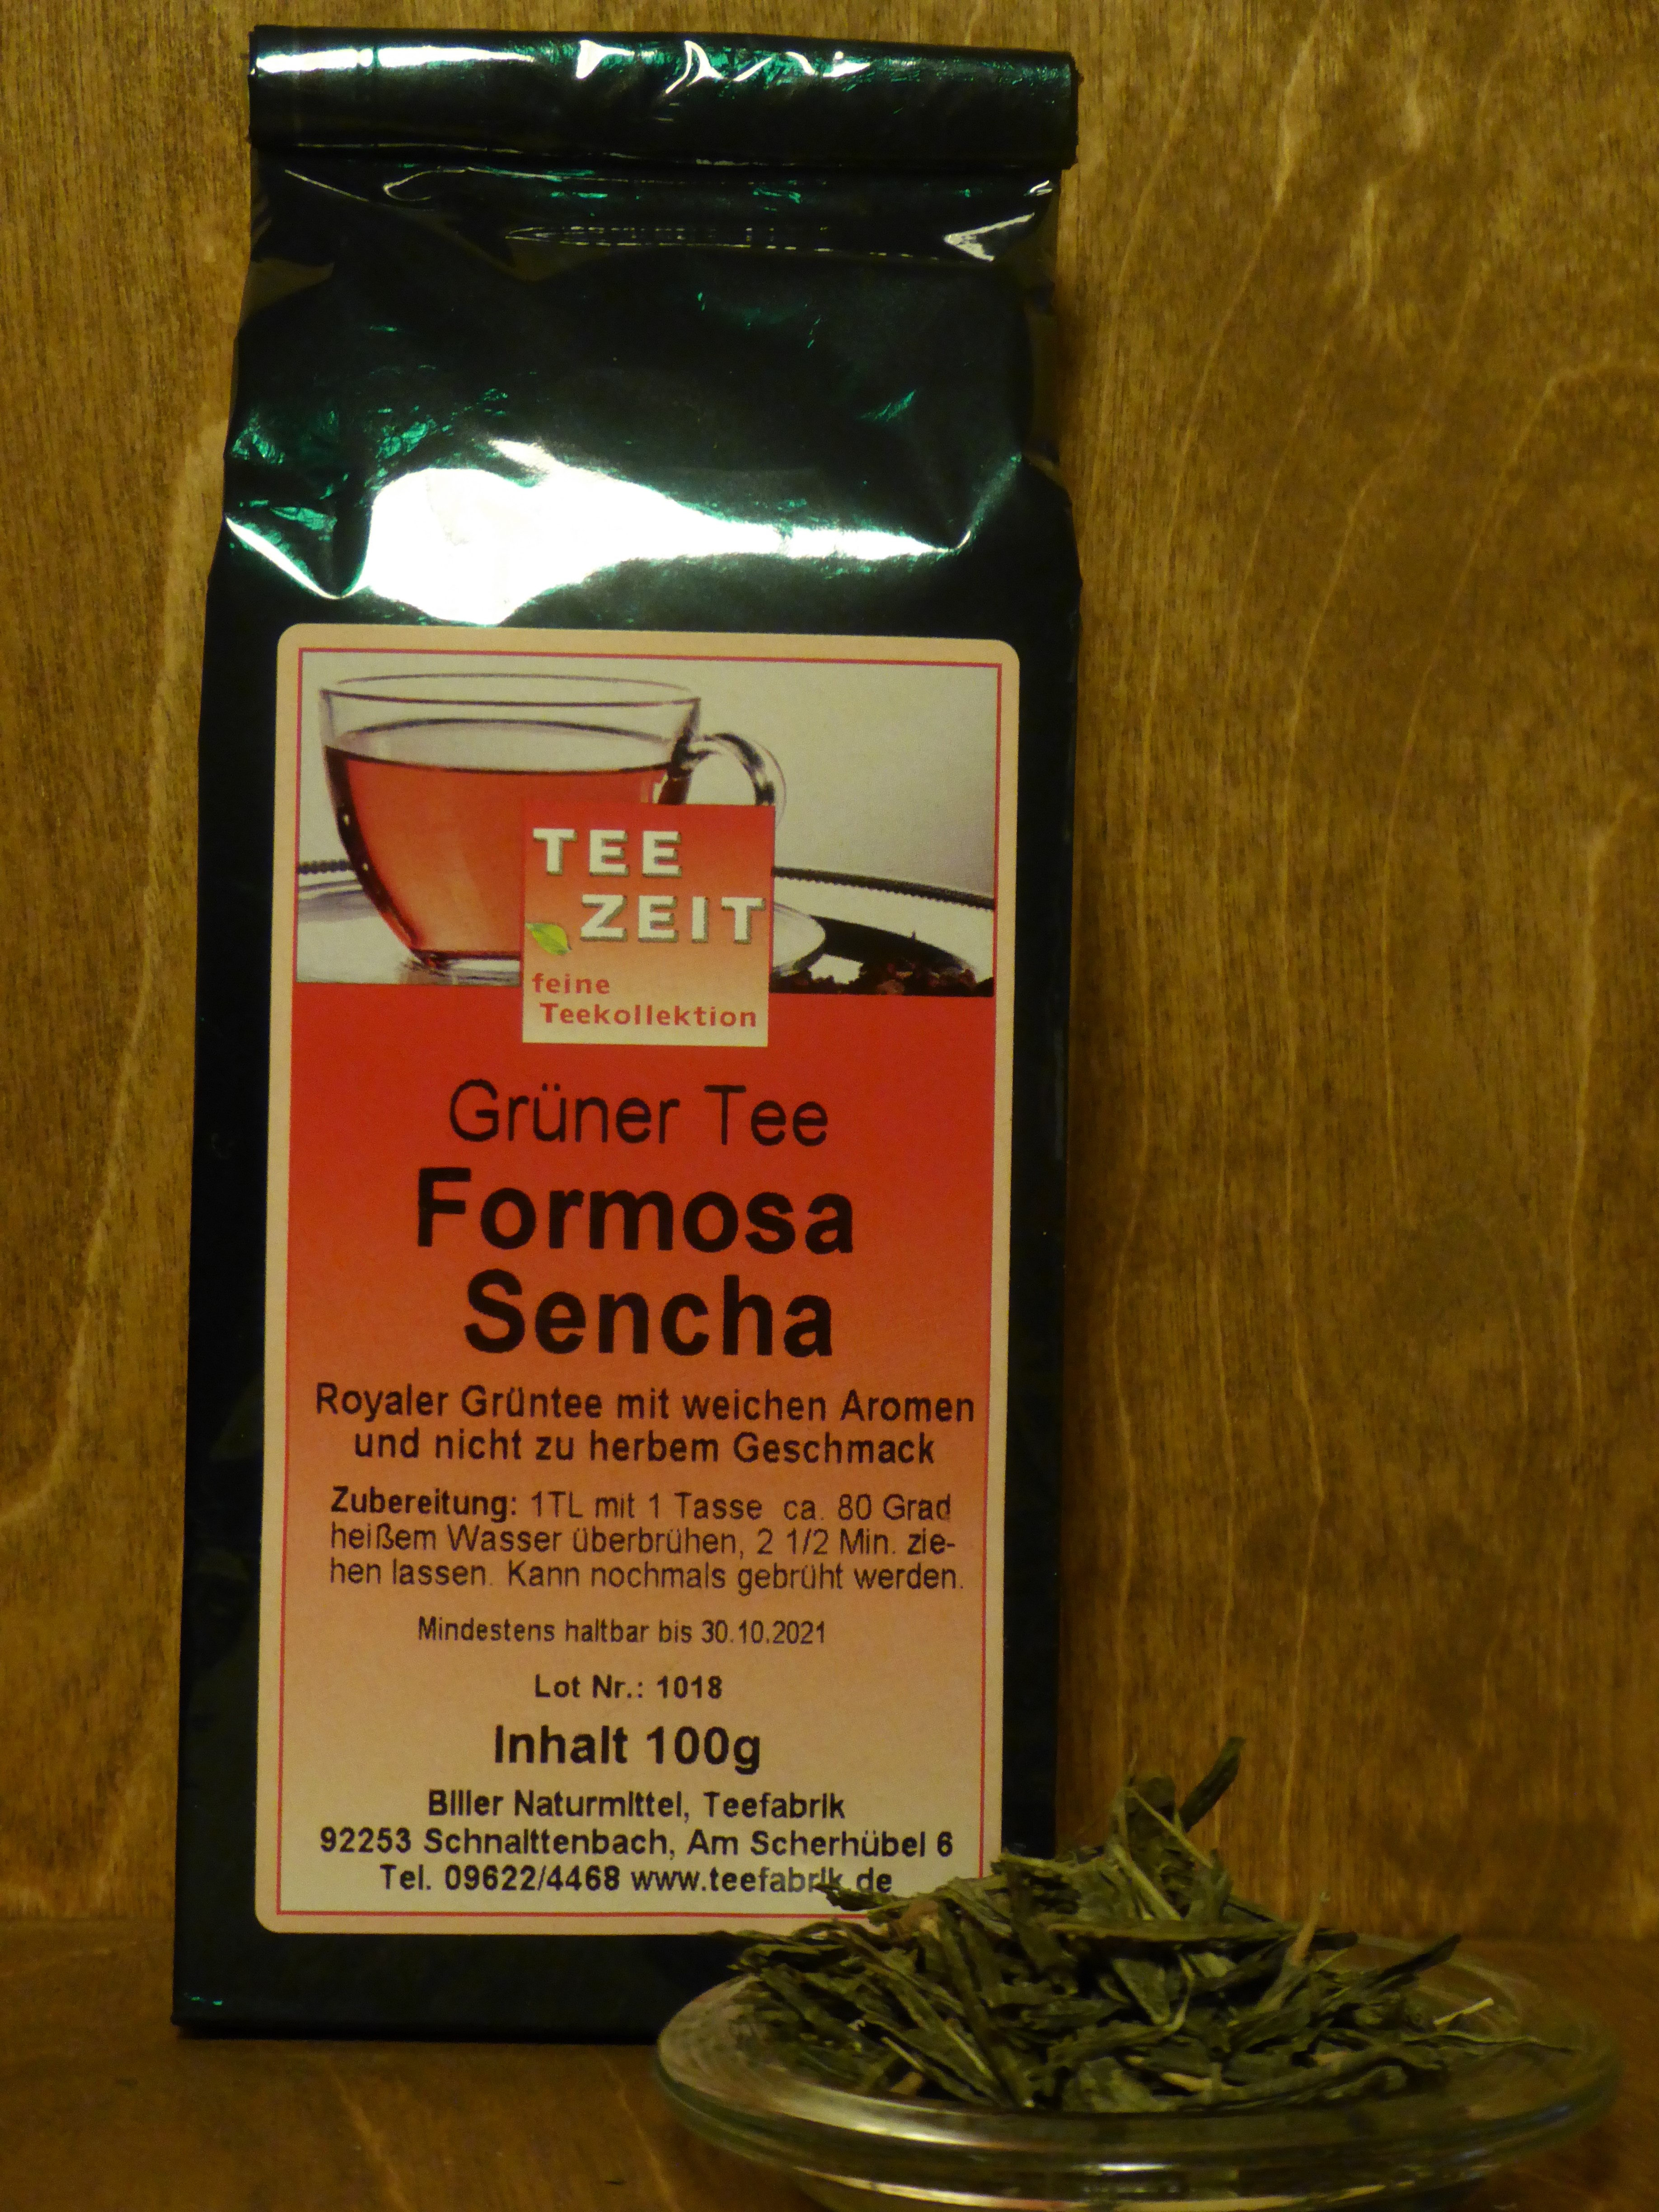 TEE
ZEIT
feine
Teekollektion
Grüner Tee
Formosa
Sencha
Royaler Grüntee mit weichen Aromen
und nicht zu herbem Geschmack
Zubereitung: 1TL mit 1 Tasse ca. 80 Grad
heißem Wasser überbrühen, 2 1/2 Min. zie-
hen lassen. Kann nochmals gebrüht werden.
Mindestens haltbar bis 30.10.2021
Lot Nr.: 1018
Inhalt 100g
Biller Naturmittel, Teefabrik
92253 Schnaittenbach, Am Scherhübel 6
Tel. 09622/4468 www.teefabrik.de